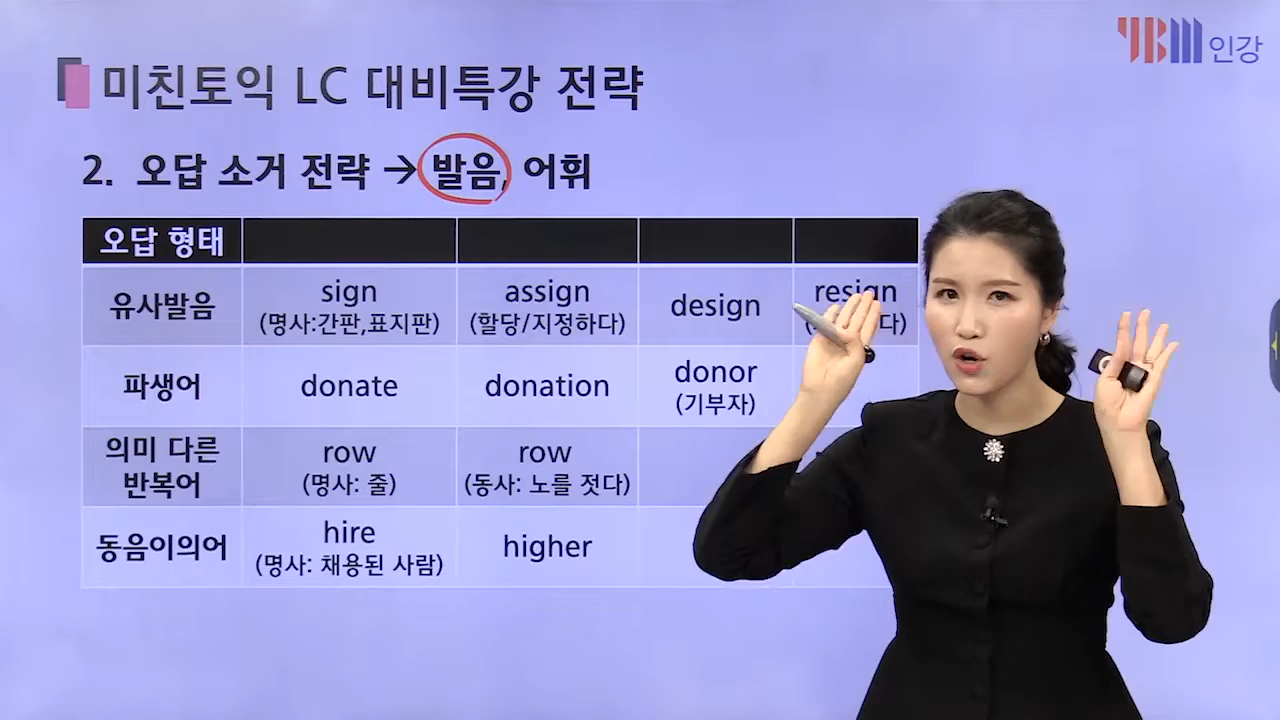 YBM 인강
미친토익 LC 대비특강 전략
2. 오답 소거 전략 → 발음, 어휘
오답 형태
유사발음
sign
(명사:간판,표지판)
assign
(할당/지정하다)
design
resign
파생어
donate
donation
donor
(기부자)
의미 다른
반복어
row
(명사: 줄)
row
(동사: 노를 젓다)
동음이의어
hire
(명사: 채용된 사람)
higher